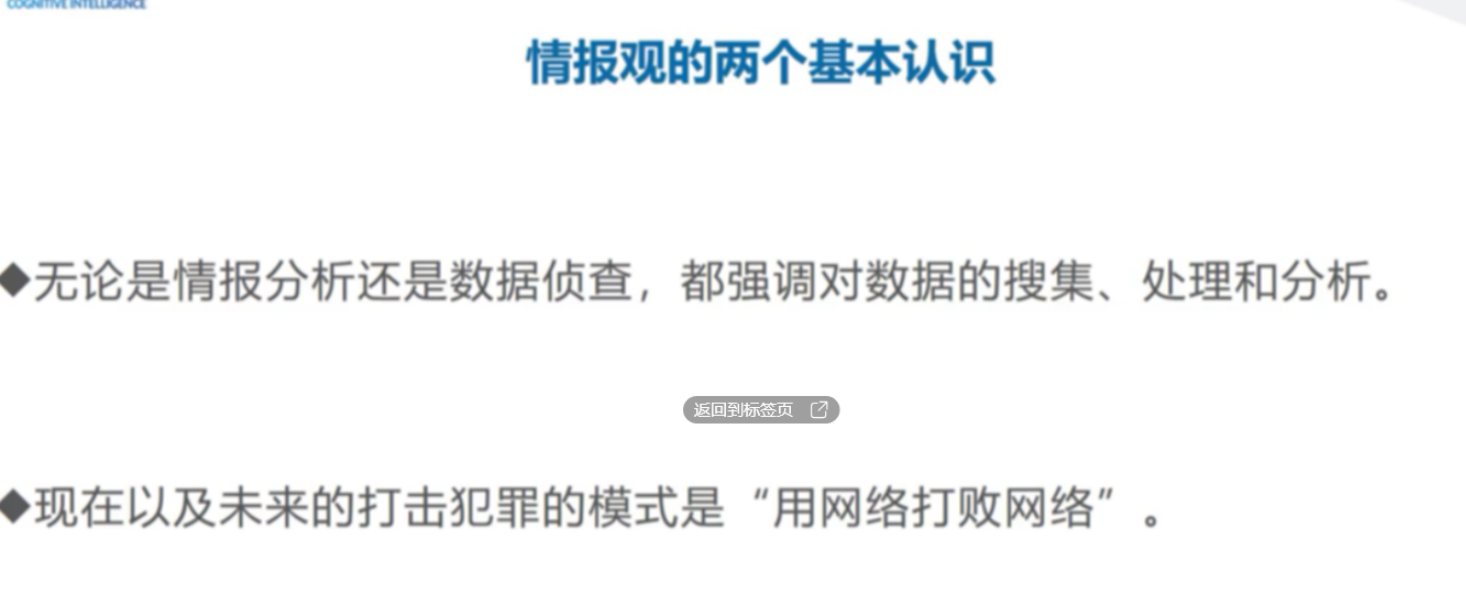 COGNITIVE INTELLIGENCE
情报观的两个基本认识
◆无论是情报分析还是数据侦查，都强调对数据的搜集、处理和分析。
返回到标签页
◆现在以及未来的打击犯罪的模式是“用网络打败网络”。